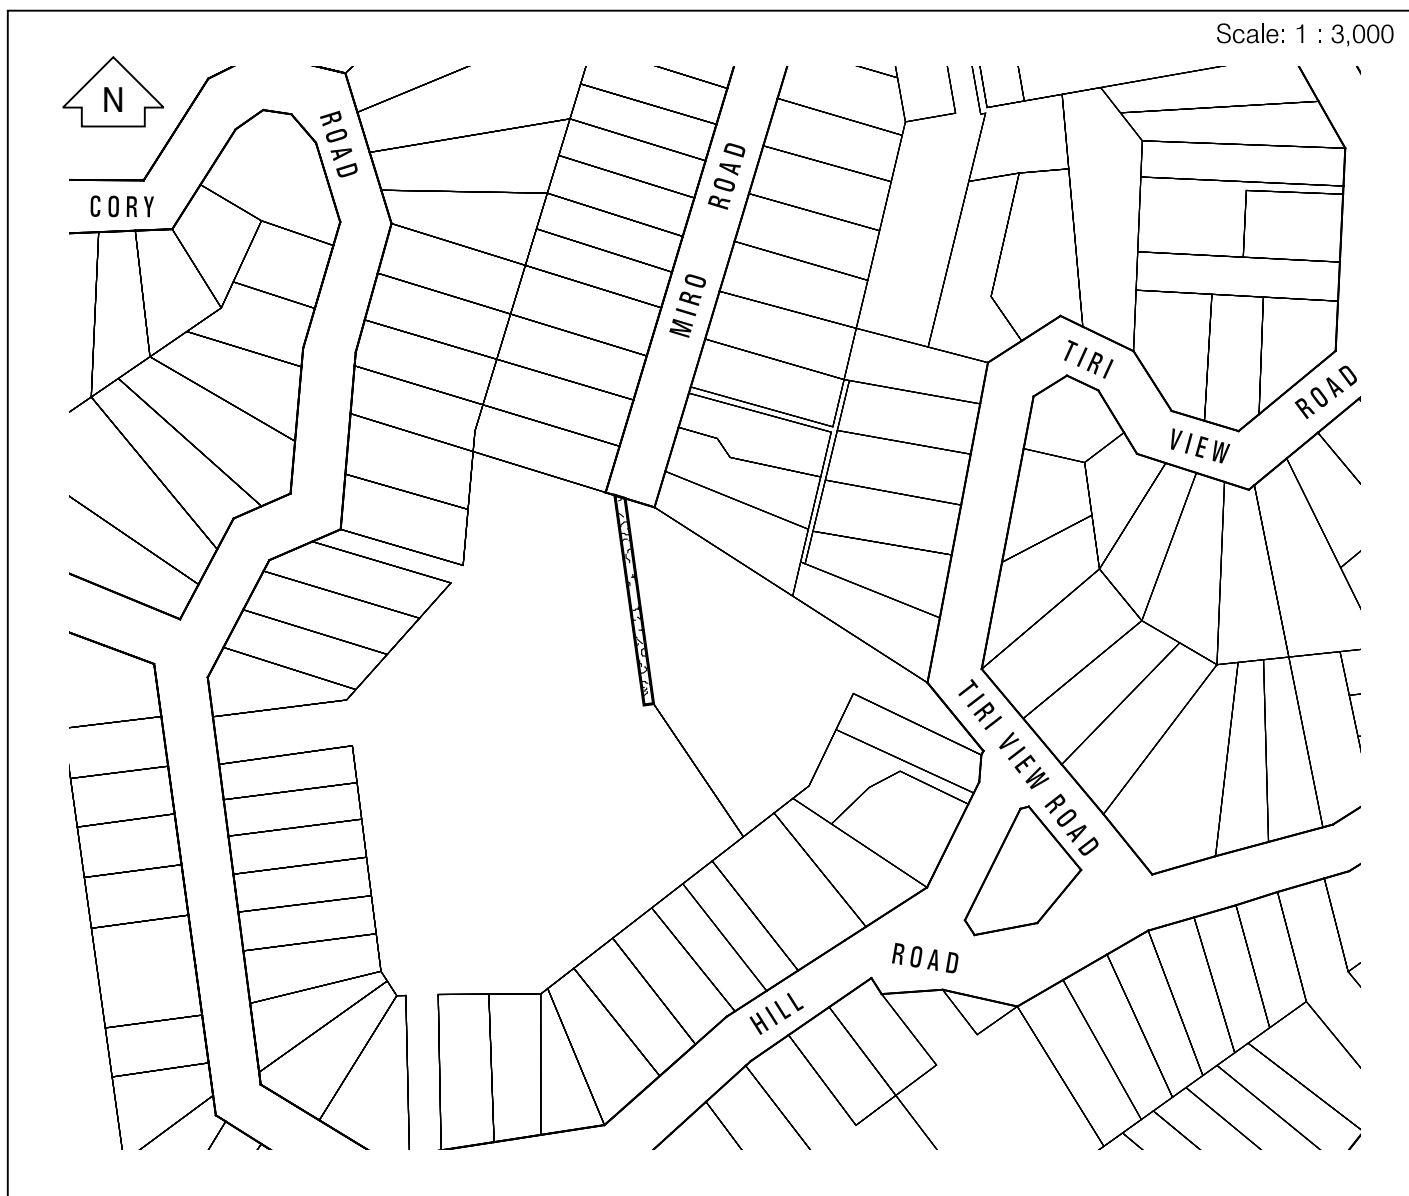 Scale: 1 : 3,000
N
CORY
ROAD
MIRO ROAD
TIRI
VIEW
ROAD
TIRI VIEW ROAD
HILL
ROAD